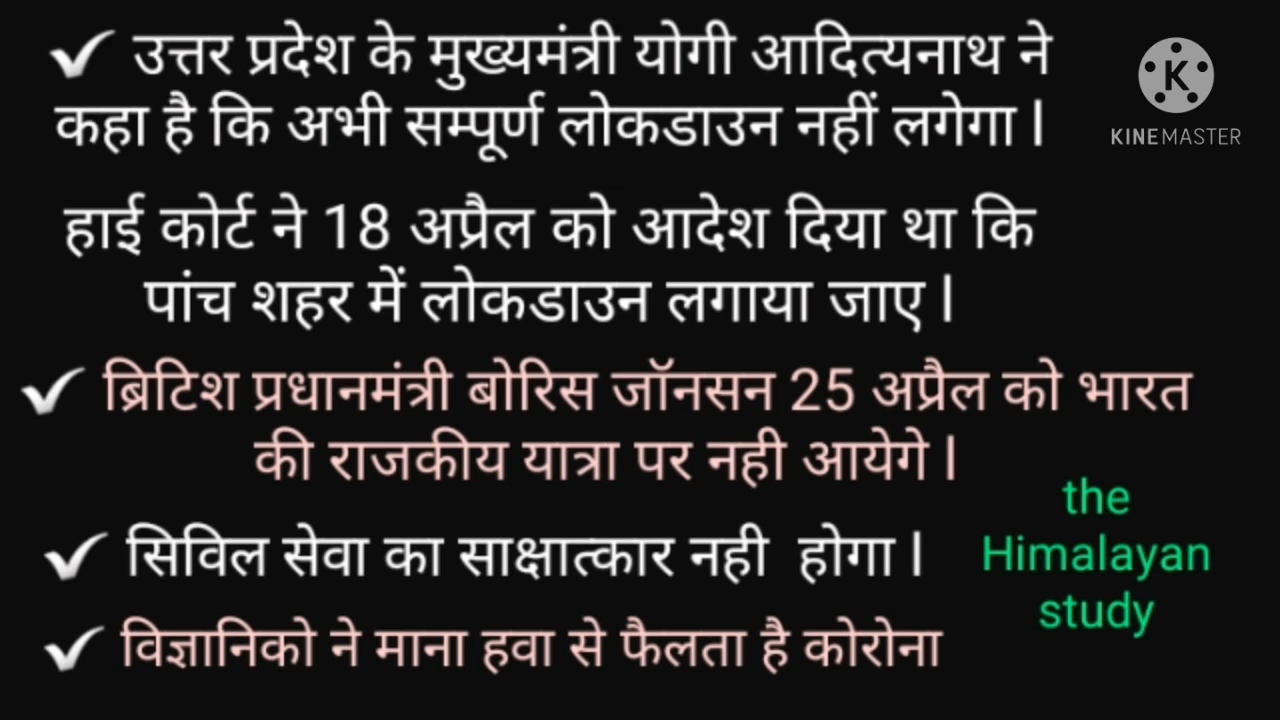 ✓ उत्तर प्रदेश के मुख्यमंत्री योगी आदित्यनाथ ने
कहा है कि अभी सम्पूर्ण लोकडाउन नहीं लगेगा l
KINEMASTER
हाई कोर्ट ने 18 अप्रैल को आदेश दिया था कि
पांच शहर में लोकडाउन लगाया जाए l
✓ ब्रिटिश प्रधानमंत्री बोरिस जॉनसन 25 अप्रैल को भारत
की राजकीय यात्रा पर नही आयेगे l
✓ सिविल सेवा का साक्षात्कार नही होगा l
✓ विज्ञानिको ने माना हवा से फैलता है कोरोना
the
Himalayan
study